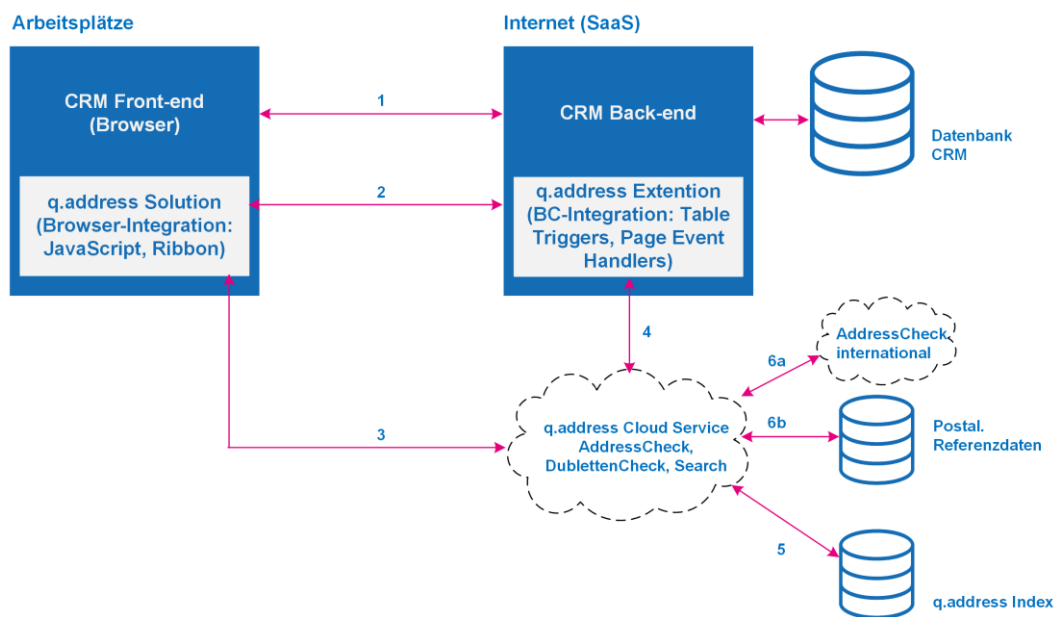 Arbeitsplätze
Internet (SaaS)
CRM Front-end
(Browser)
1
CRM Back-end
Datenbank
CRM
q.address Solution
(Browser-Integration:
JavaScript, Ribbon)
2
q.address Extention
(BC-Integration: Table
Triggers, Page Event
Handlers)
4
6a
AddressCheck
international
3
q.address Cloud Service
AddressCheck,
DublettenCheck, Search
6b
Postal.
Referenzdaten
5
q.address Index